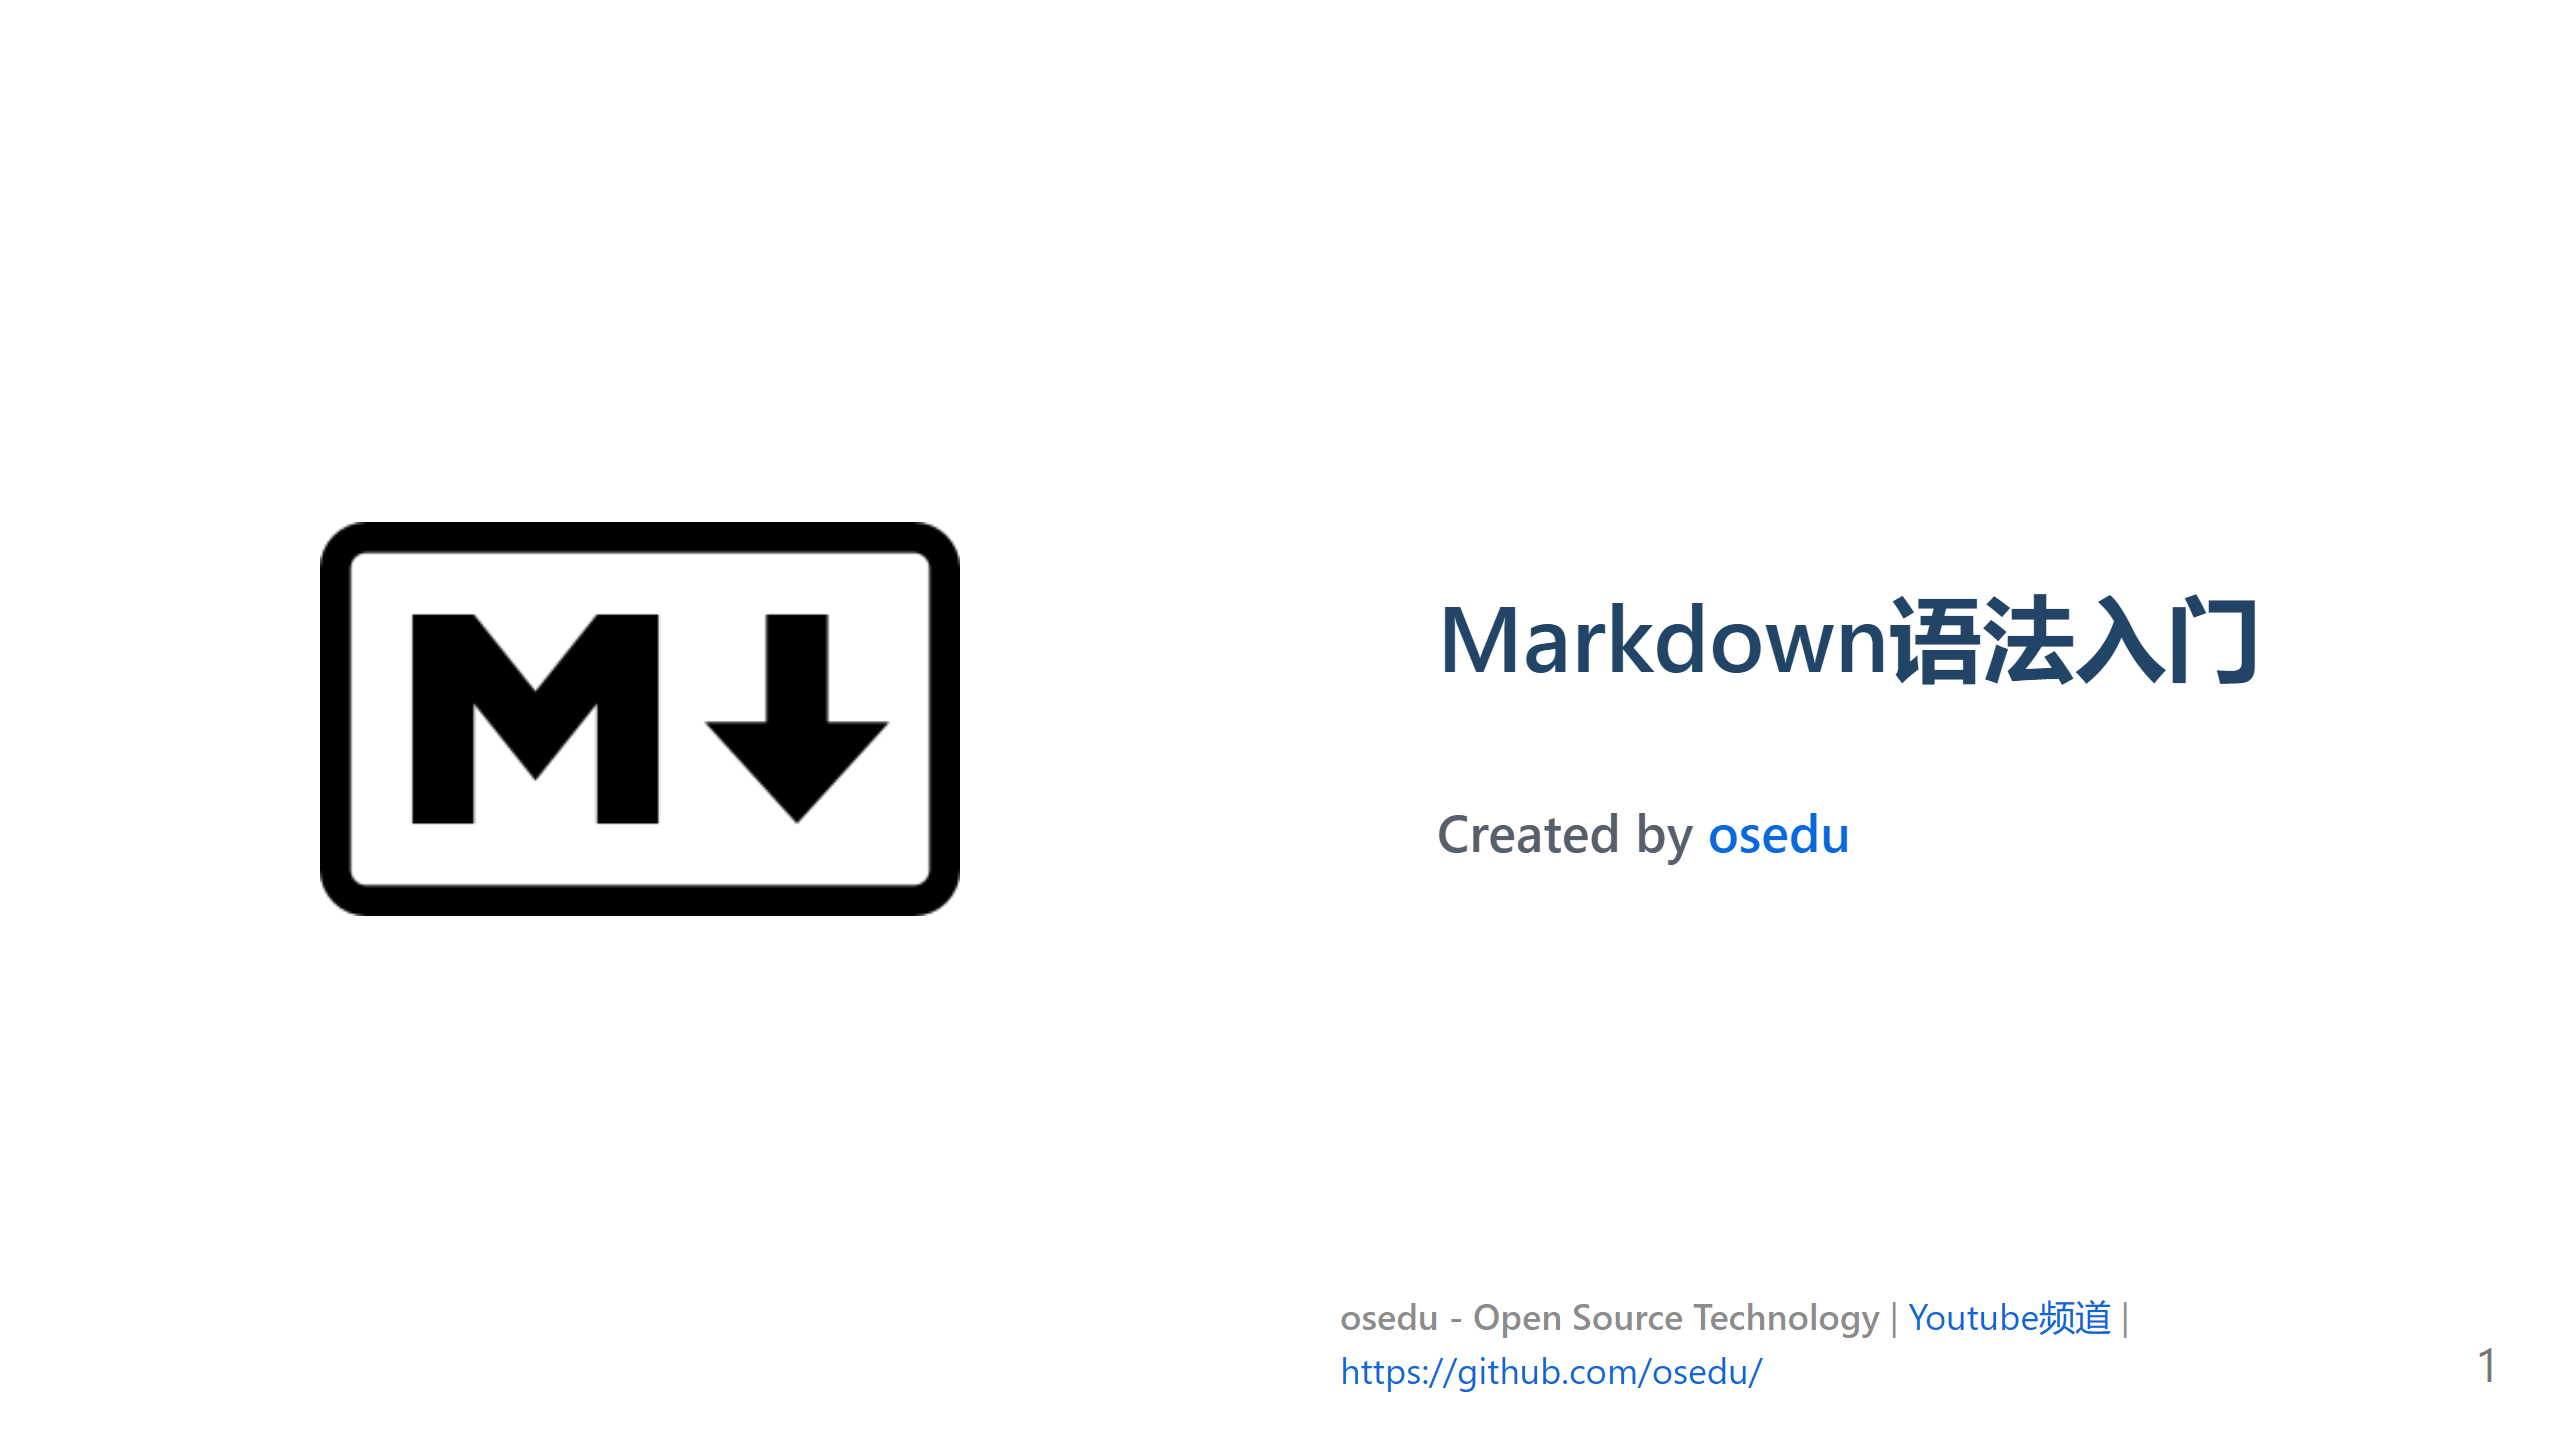 M
Markdown语法入门
Created by osedu
osedu - Open Source Technology | Youtube频道 |
https://github.com/osedu/
1